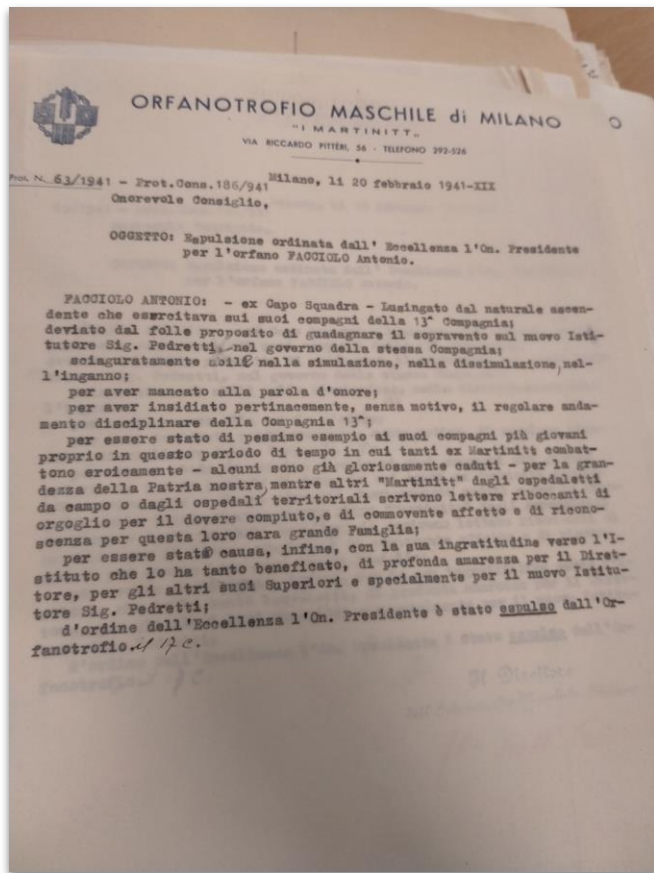 ORFANOTROFIO MASCHILE di MILANO
"I MARTINITT"
VIA RICCARDO PITTÈRI, 56 - TELEFONO 292-526
Prot. N. 63/1941 - Prot.Cons.186/941 Milano, li 20 febbraio 1941-XIX
Onorevole Consiglio,
OGGETTO: Espulsione ordinata dall' Eccellenza l'On. Presidente
per l'orfano FACCIOLO Antonio.
FACCIOLO ANTONIO: - ex Capo Squadra - Lusingato dal naturale ascen-
dente che esercitava sui suoi compagni della 13^ Compagnia;
deviato dal folle proposito di guadagnare il sopravento sul nuovo Isti-
tutore Sig. Pedretti, nel governo della stessa Compagnia;
sciaguratamente abile nella simulazione, nella dissimulazione, nel-
l'inganno;
per aver mancato alla parola d'onore;
per aver insidiato pertinacemente, senza motivo, il regolare anda-
mento disciplinare della Compagnia 13^;
per essere stato di pessimo esempio ai suoi compagni più giovani
proprio in questo periodo di tempo in cui tanti ex Martinitt combat-
tono eroicamente - alcuni sono già gloriosamente caduti - per la gran-
dezza della Patria nostra, mentre altri "Martinitt" dagli ospedaletti
da campo o dagli ospedali territoriali scrivono lettere riboccanti di
orgoglio per il dovere compiuto, e di commovente affetto e di ricono-
scenza per questa loro cara grande Famiglia;
per essere stato causa, infine, con la sua ingratitudine verso l'I-
stituto che lo ha tanto beneficato, di profonda amarezza per il Diret-
tore, per gli altri suoi Superiori e specialmente per il nuovo Istitu-
tore Sig. Pedretti;
d'ordine dell'Eccellenza l'On. Presidente è stato espulso dall'Or-
fanotrofio il 17 c.
Il Direttore